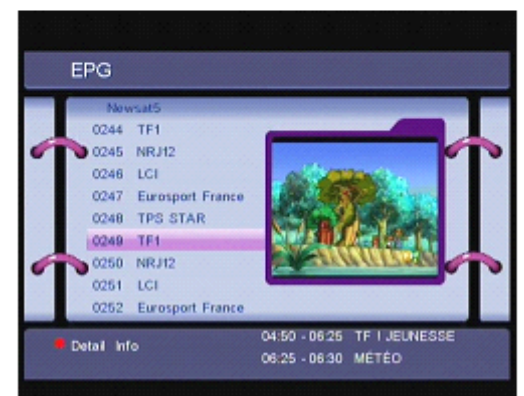 EPG
Newsat5
0244 TF1
0245 NRJ12
0246 LCI
0247 Eurosport France
0248 TPS STAR
0249 TF1
0250 NRJ12
0251 LCI
0252 Eurosport France
Detail Info
04:50 - 06:25 TF 1 JEUNESSE
06:25 - 06:30 MÉTÉO